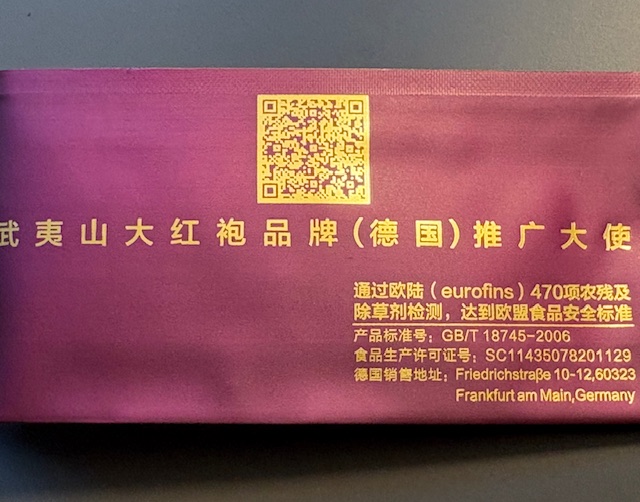 武夷山大红袍品牌(德国)推广大使
通过欧陆(eurofins)470项农残及
除草剂检测，达到欧盟食品安全标准
产品标准号：GB/T 18745-2006
食品生产许可证号：SC11435078201129
德国销售地址：Friedrichstraße 10-12,60323
Frankfurt am Main,Germany